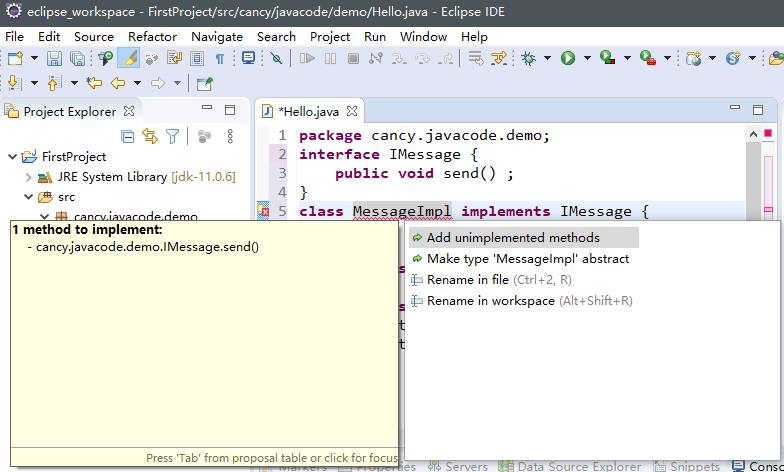 eclipse_workspace - FirstProject/src/cancy/javacode/demo/Hello.java - Eclipse IDE
File Edit Source Refactor Navigate Search Project Run Window Help
Project Explorer
*Hello.java
FirstProject
JRE System Library [jdk-11.0.6]
src
cancy.javacode.demo
1 package cancy.javacode.demo;
2 interface IMessage {
3 public void send() ;
4 }
5 class MessageImpl implements IMessage {
1 method to implement:
- cancy.javacode.demo.IMessage.send()
Press 'Tab' from proposal table or click for focus
Add unimplemented methods
Make type 'MessageImpl' abstract
Rename in file (Ctrl+2, R)
Rename in workspace (Alt+Shift+R)
Markers Properties Servers Data Source Explorer Snippets Conso